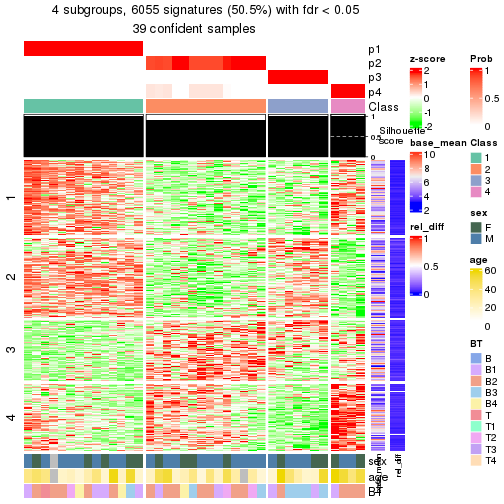 4 subgroups, 6055 signatures (50.5%) with fdr < 0.05
39 confident samples
p1
p2
p3
p4
Class
1
0.5
0
Silhouette
score
1
2
3
4
sex
age
BT
base_mean
rel_diff
z-score
2
1
0
-1
-2
base_mean
10
8
6
4
2
rel_diff
1
0.5
0
Prob
1
0.5
0
Class
1
2
3
4
sex
F
M
age
60
40
20
0
BT
B
B1
B2
B3
B4
T
T1
T2
T3
T4